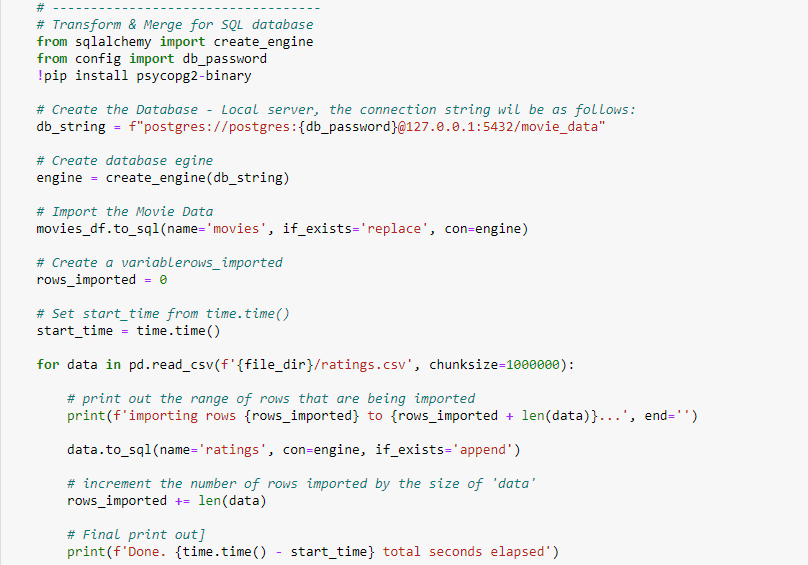 # -----------------------------------
# Transform & Merge for SQL database
from sqlalchemy import create_engine
from config import db_password
!pip install psycopg2-binary
# Create the Database - Local server, the connection string wil be as follows:
db_string = f"postgres://postgres:{db_password}@127.0.0.1:5432/movie_data"
# Create database egine
engine = create_engine(db_string)
# Import the Movie Data
movies_df.to_sql(name='movies', if_exists='replace', con=engine)
# Create a variablerows_imported
rows_imported = 0
# Set start_time from time.time()
start_time = time.time()
for data in pd.read_csv(f'{file_dir}/ratings.csv', chunksize=1000000):
    # print out the range of rows that are being imported
    print(f'importing rows {rows_imported} to {rows_imported + len(data)}...', end='')
    data.to_sql(name='ratings', con=engine, if_exists='append')
    # increment the number of rows imported by the size of 'data'
    rows_imported += len(data)
    # Final print out]
    print(f'Done. {time.time() - start_time} total seconds elapsed')